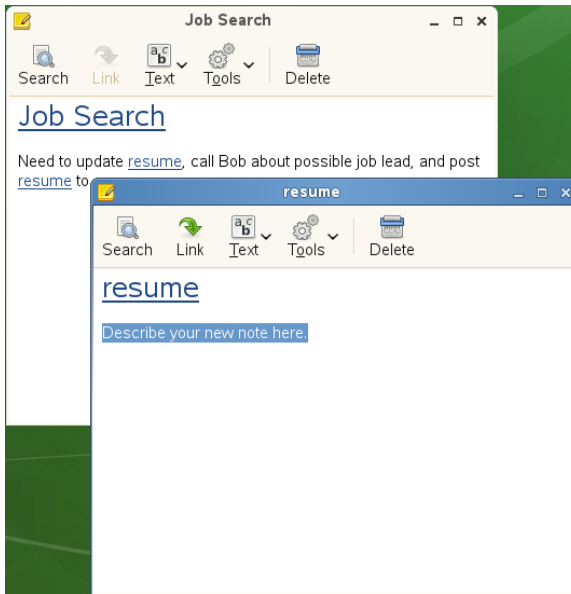 Job Search
Search Link Text Tools Delete
Job Search
Need to update resume, call Bob about possible job lead, and post
resume to
resume
Search Link Text Tools Delete
resume
Describe your new note here.